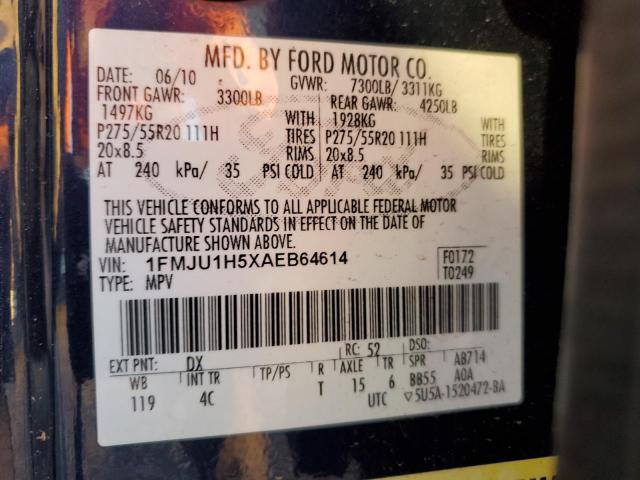 MFD. BY FORD MOTOR CO.
DATE: 06/10 GVWR: 7300LB/ 3311KG
FRONT GAWR: 3300LB REAR GAWR: 4250LB
1497KG WITH 1928KG WITH
P275/55R20 111H TIRES P275/55R20 111H TIRES
20x8.5 RIMS 20x8.5 RIMS
AT 240 kPa/ 35 PSI COLD AT 240 kPa/ 35 PSI COLD
THIS VEHICLE CONFORMS TO ALL APPLICABLE FEDERAL MOTOR
VEHICLE SAFETY STANDARDS IN EFFECT ON THE DATE OF
MANUFACTURE SHOWN ABOVE.
VIN: 1FMJU1H5XAEB64614 F0172
TYPE: MPV T0249
EXT PNT: DX RC: 52 DSO:
WB INT TR TP/PS R AXLE TR SPR AB714
119 4C T 15 6 BB55 A0A
UTC ▽5U5A-1520472-BA